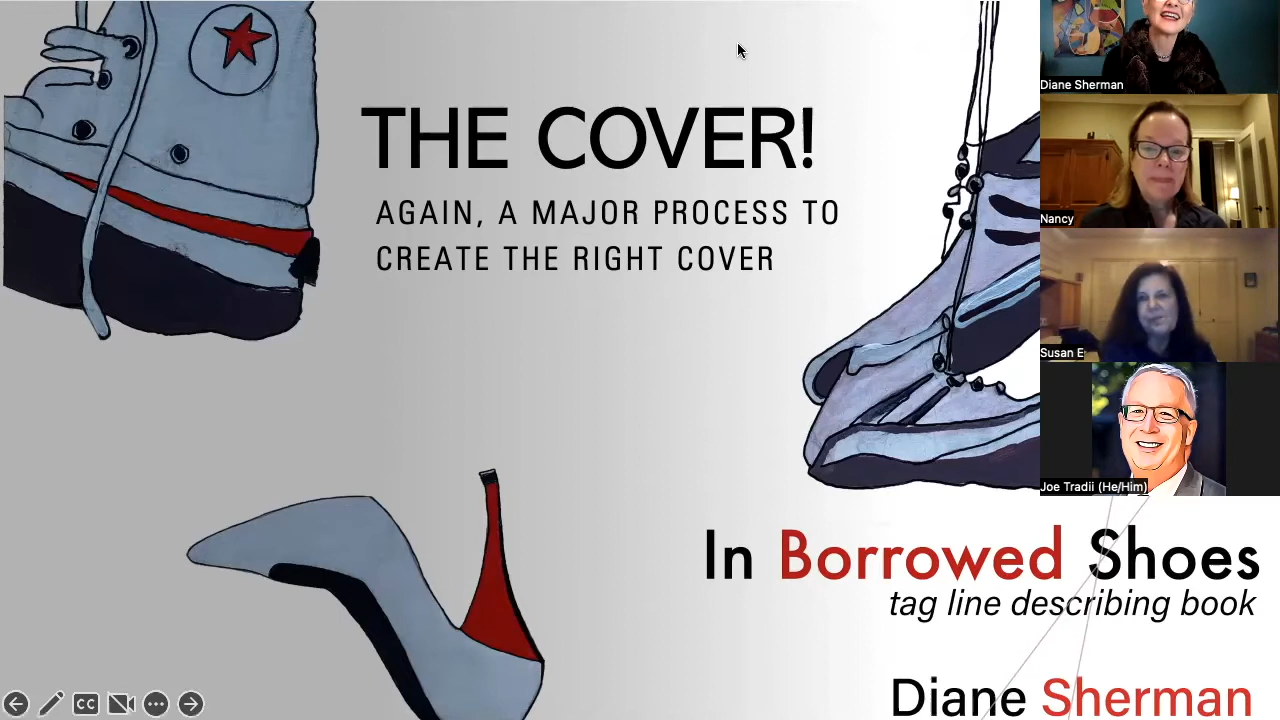 THE COVER!
AGAIN, A MAJOR PROCESS TO
CREATE THE RIGHT COVER
In Borrowed Shoes
tag line describing book
Diane Sherman
Diane Sherman
Nancy
Susan E
Joe Tradii (He/Him)
CC